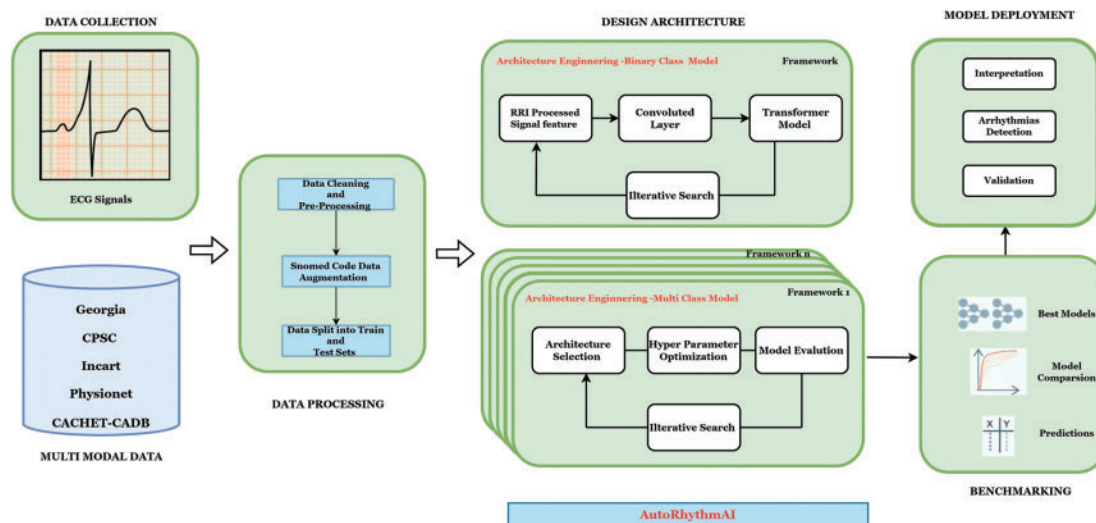 DATA COLLECTION
ECG Signals
Georgia
CPSC
Incart
Physionet
CACHET-CADB
MULTI MODAL DATA
Data Cleaning
and
Pre-Processing
Snomed Code Data
Augmentation
Data Split into Train
and
Test Sets
DATA PROCESSING
DESIGN ARCHITECTURE
Architecture Enginnering -Binary Class Model
Framework
RRI Processed
Signal feature
Convoluted
Layer
Transformer
Model
Ilterative Search
Framework n
Framework 1
Architecture Enginnering -Multi Class Model
Architecture
Selection
Hyper Parameter
Optimization
Model Evalution
Ilterative Search
MODEL DEPLOYMENT
Interpretation
Arrhythmias
Detection
Validation
Best Models
Model
Comparsion
X Y
Predictions
BENCHMARKING
AutoRhythmAI